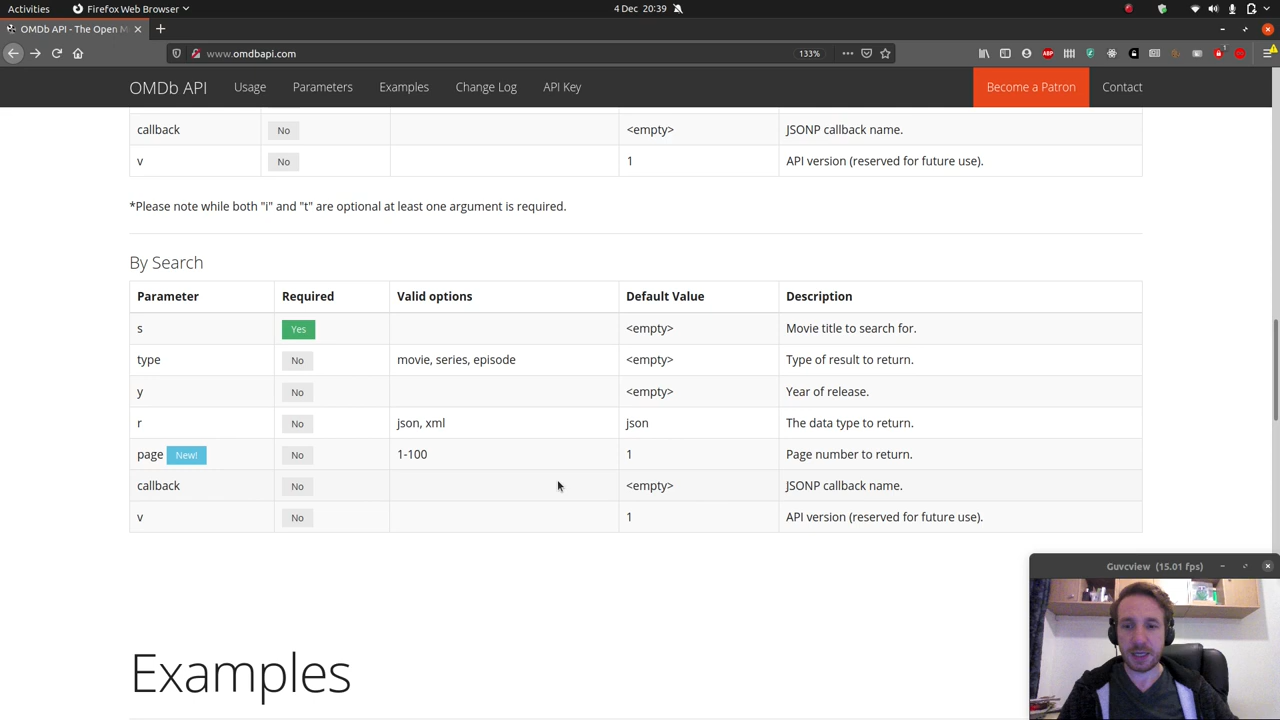 Activities Firefox Web Browser 4 Dec 20:39
OMDb API - The Open M
www.omdbapi.com 133%
OMDb API Usage Parameters Examples Change Log API Key Become a Patron Contact
callback No <empty> JSONP callback name.
v No 1 API version (reserved for future use).
*Please note while both "i" and "t" are optional at least one argument is required.
By Search
Parameter Required Valid options Default Value Description
s Yes <empty> Movie title to search for.
type No movie, series, episode <empty> Type of result to return.
y No <empty> Year of release.
r No json, xml json The data type to return.
page New! No 1-100 1 Page number to return.
callback No <empty> JSONP callback name.
v No 1 API version (reserved for future use).
Guvcview (15.01 fps)
Examples